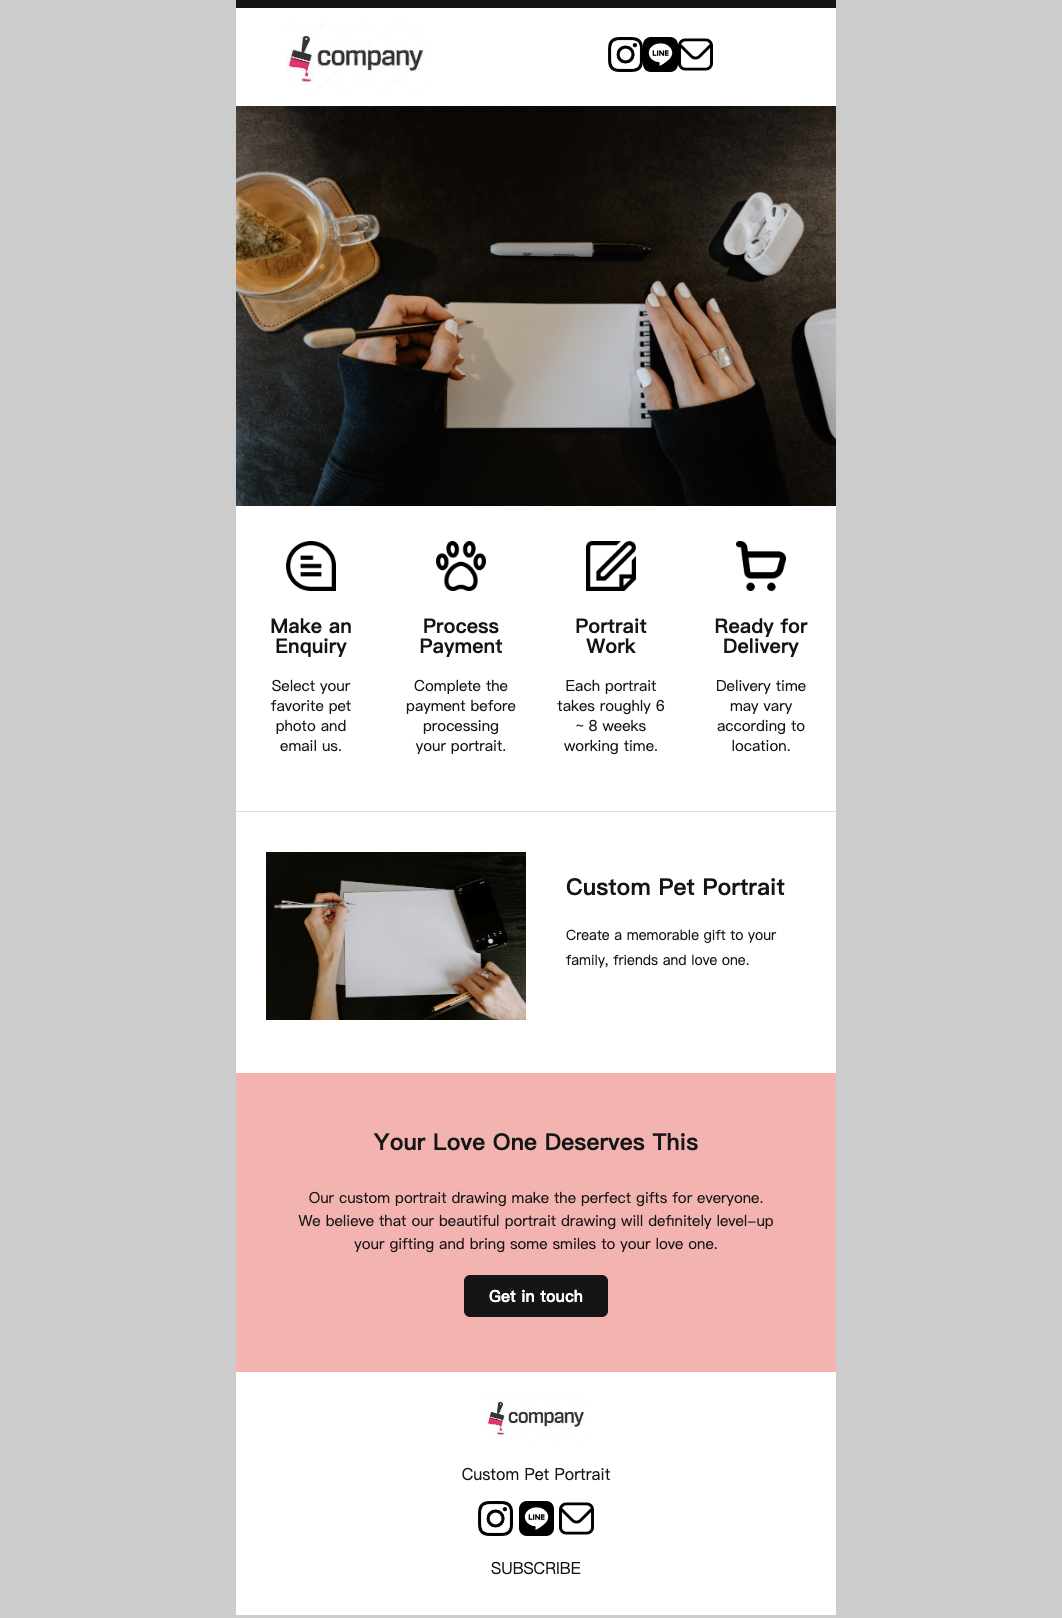 company
LINE
Make an
Enquiry
Select your
favorite pet
photo and
email us.
Process
Payment
Complete the
payment before
processing
your portrait.
Portrait
Work
Each portrait
takes roughly 6
~ 8 weeks
working time.
Ready for
Delivery
Delivery time
may vary
according to
location.
Custom Pet Portrait
Create a memorable gift to your
family, friends and love one.
Your Love One Deserves This
Our custom portrait drawing make the perfect gifts for everyone.
We believe that our beautiful portrait drawing will definitely level-up
your gifting and bring some smiles to your love one.
Get in touch
company
Custom Pet Portrait
LINE
SUBSCRIBE